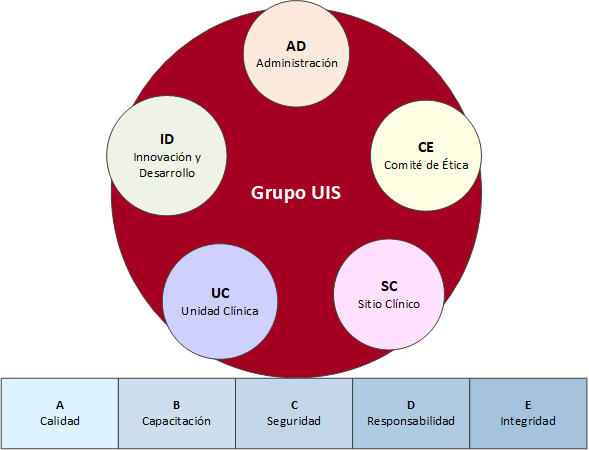 AD
Administración
ID
Innovación y
Desarrollo
CE
Comité de Ética
Grupo UIS
UC
Unidad Clínica
SC
Sitio Clínico
A
Calidad
B
Capacitación
C
Seguridad
D
Responsabilidad
E
Integridad